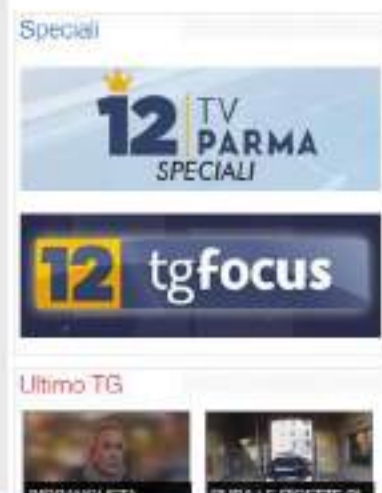 Speciali
12 TV
PARMA
SPECIALI
12 tgfocus
Ultimo TG